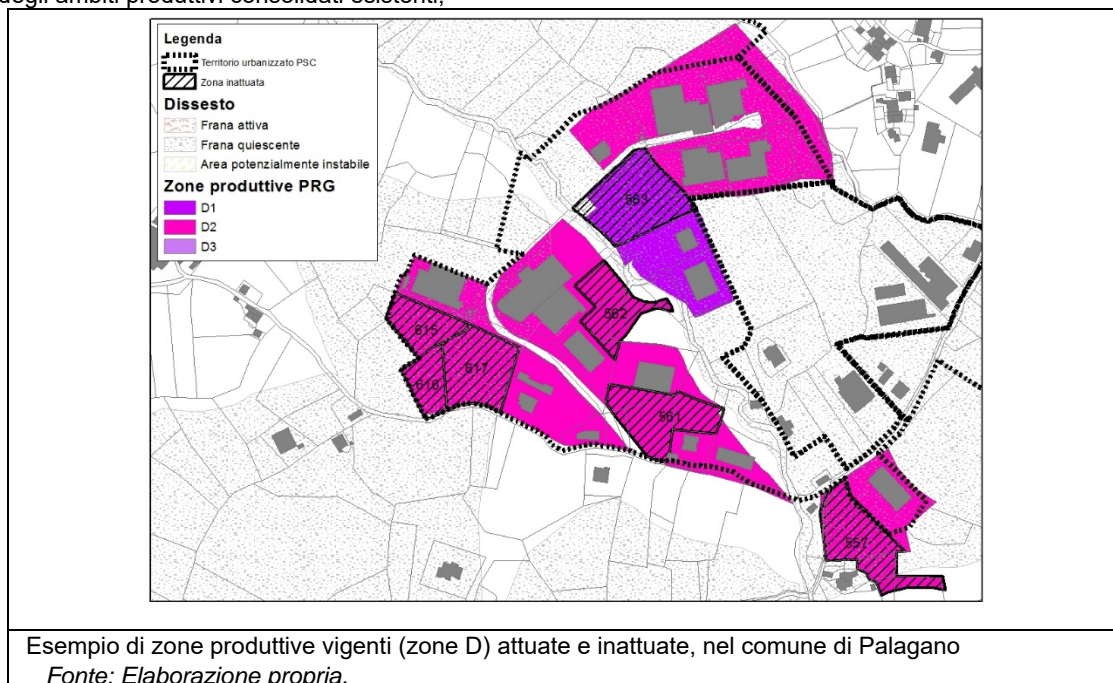 degli ambiti produttivi consolidati esistenti;
Legenda
Territorio urbanizzato PSC
Zona inattuata
Dissesto
Frana attiva
Frana quiescente
Area potenzialmente instabile
Zone produttive PRG
D1
D2
D3
563
562
615
617
616
561
557
Esempio di zone produttive vigenti (zone D) attuate e inattuate, nel comune di Palagano
Fonte: Elaborazione propria.